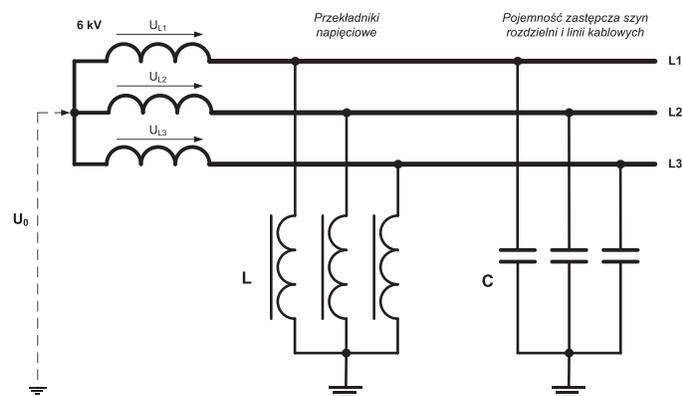 Przekładniki
napięciowe
Pojemność zastępcza szyn
rozdzielni i linii kablowych
6 kV
UL1
L1
UL2
L2
UL3
L3
U0
L
C